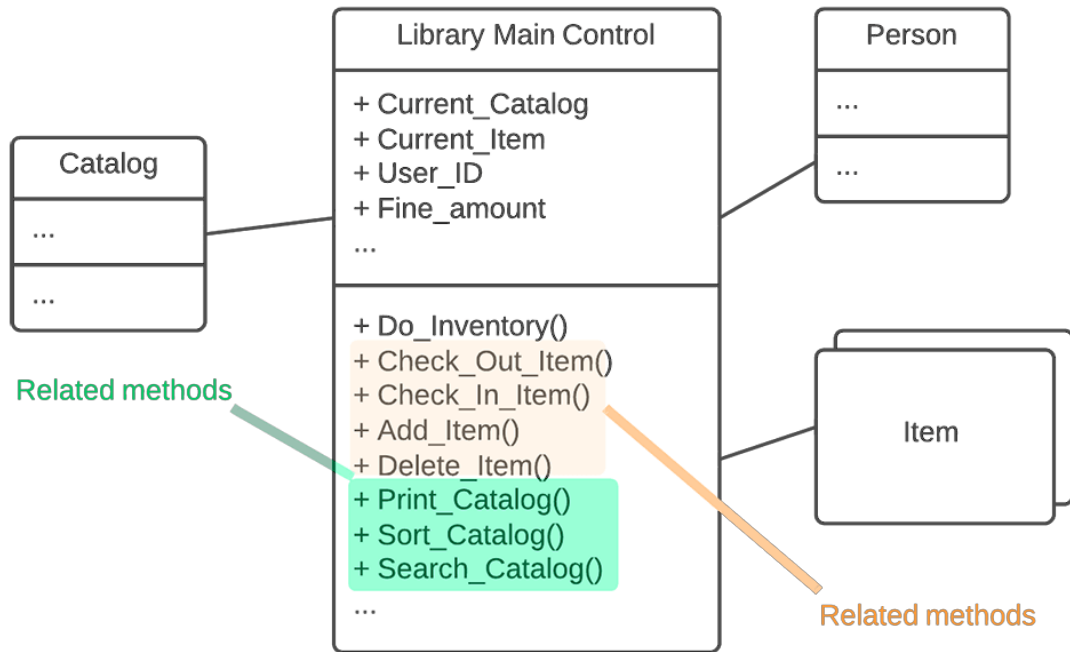 Library Main Control
+ Current_Catalog
+ Current_Item
+ User_ID
+ Fine_amount
...
+ Do_Inventory()
+ Check_Out_Item()
+ Check_In_Item()
+ Add_Item()
+ Delete_Item()
+ Print_Catalog()
+ Sort_Catalog()
+ Search_Catalog()
...
Person
...
...
Catalog
...
...
Related methods
Item
Related methods